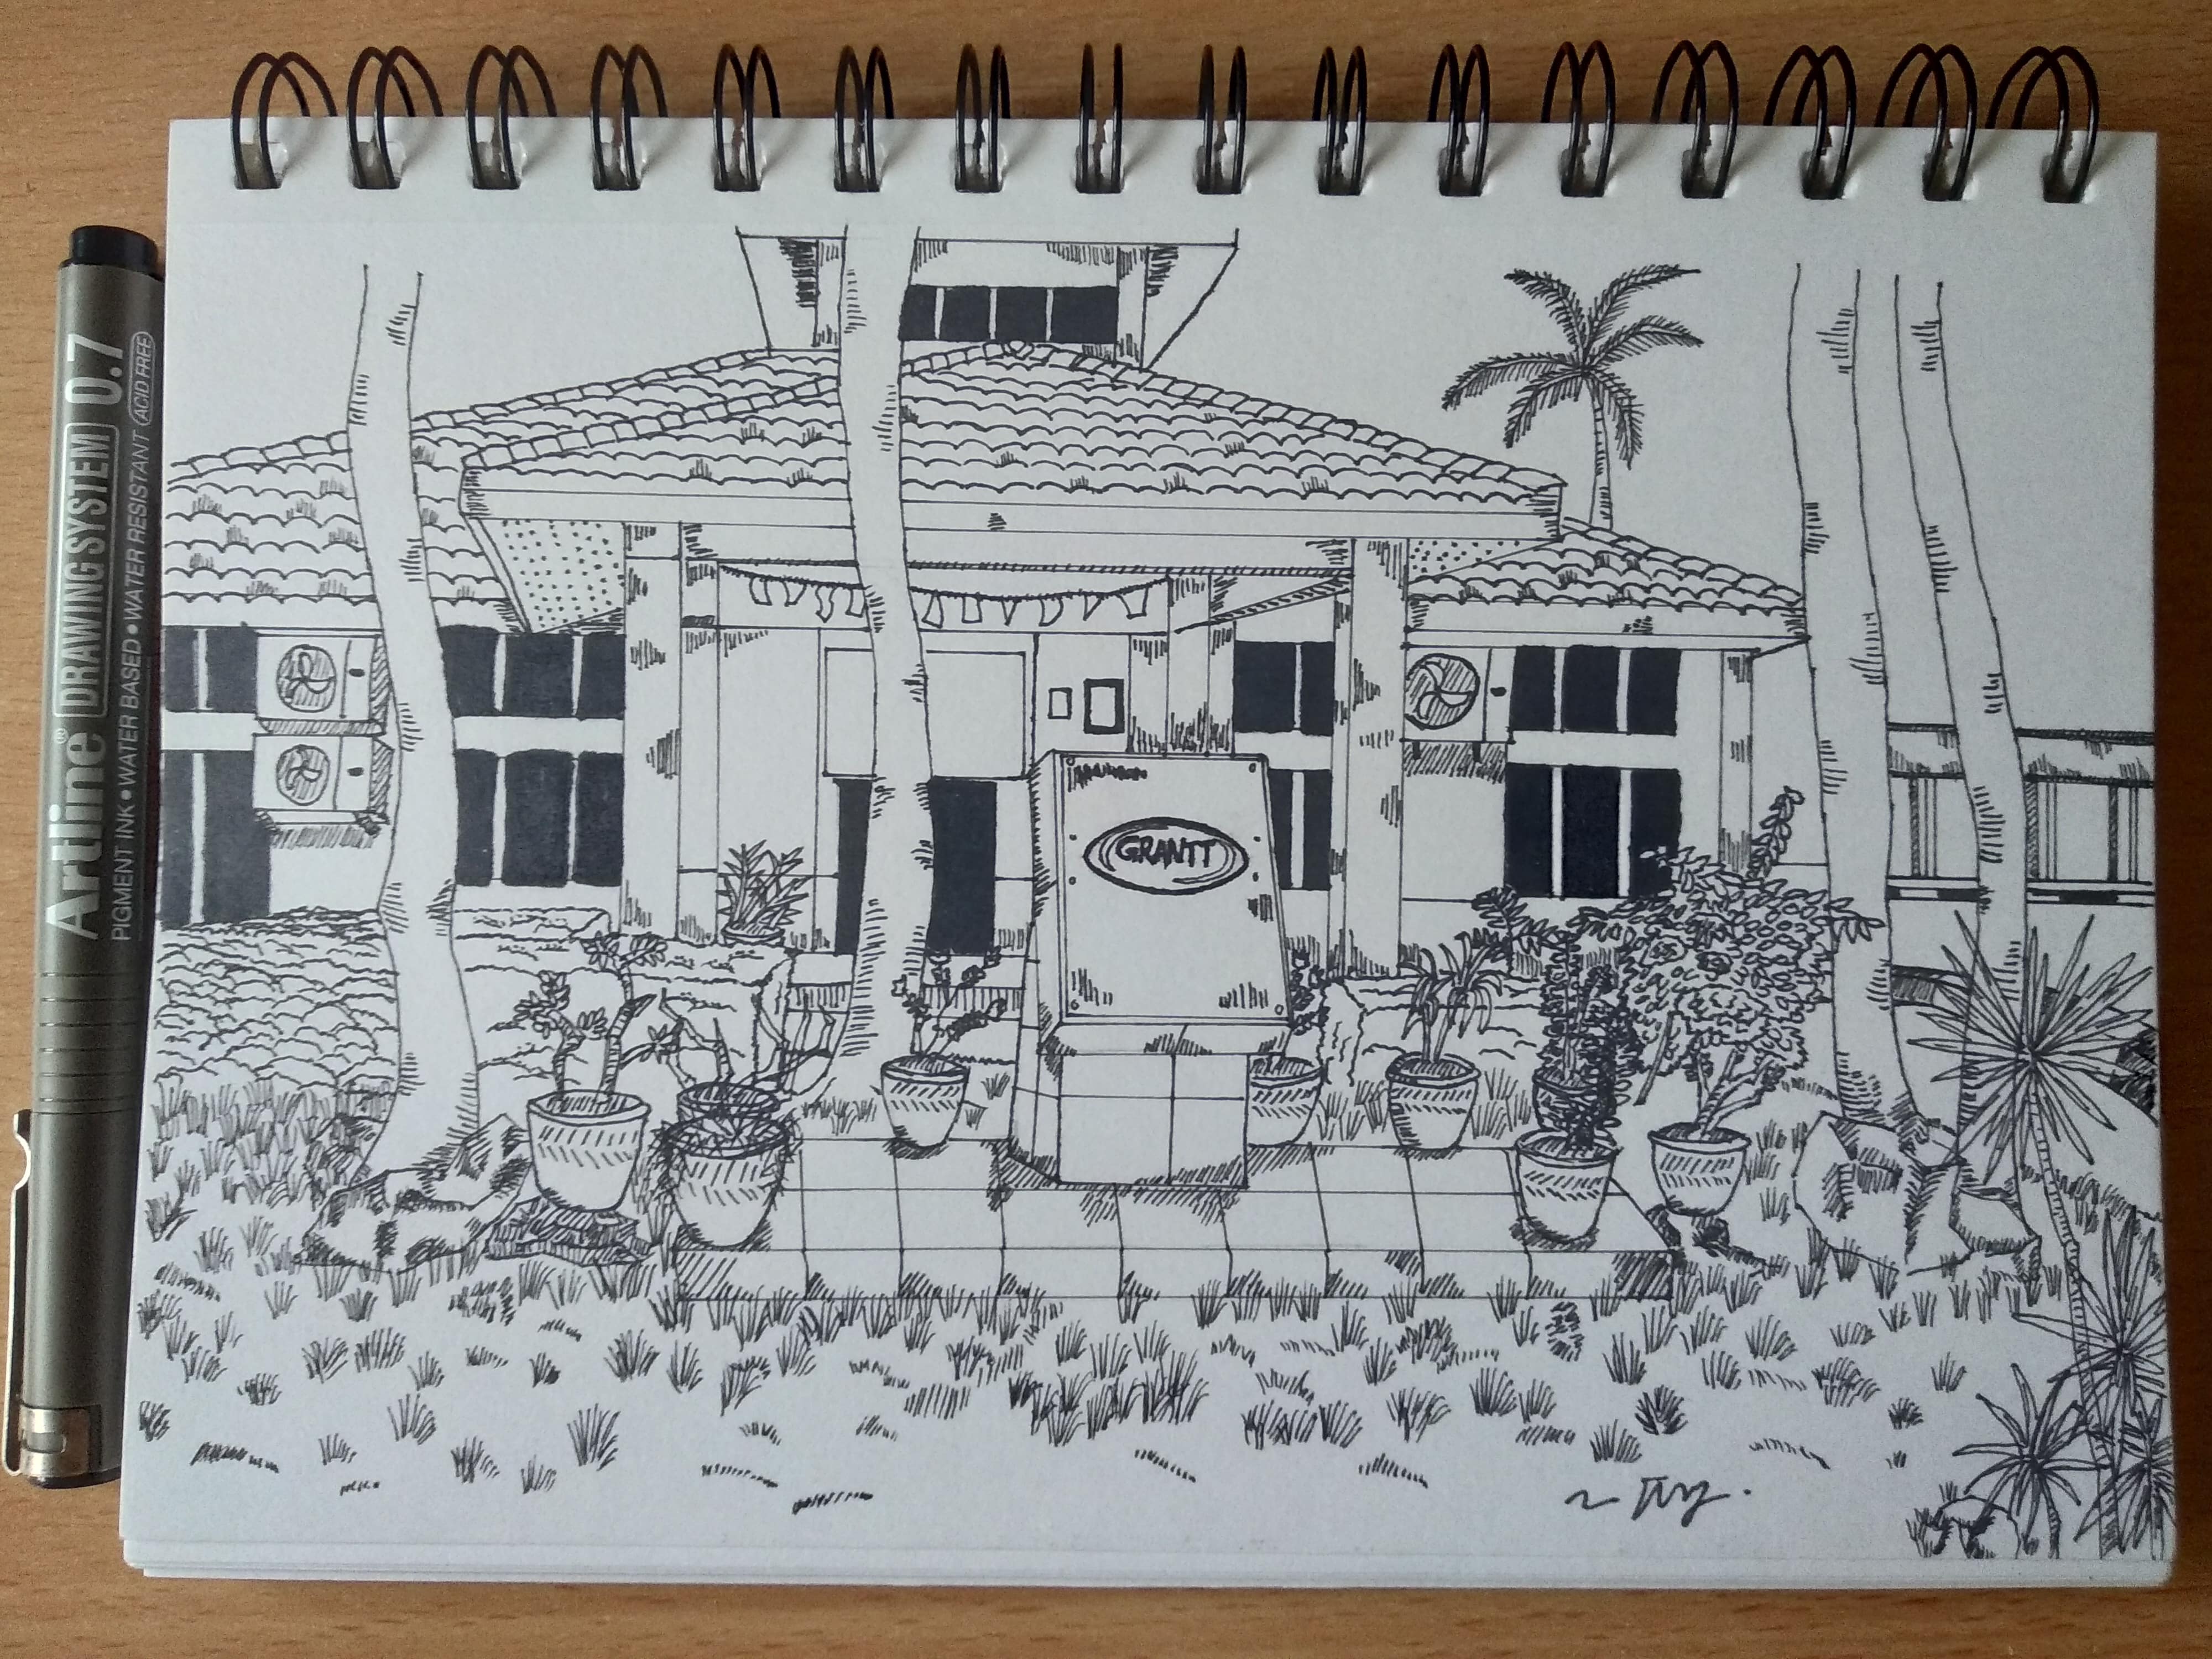 Artline® DRAWING SYSTEM 0.7
PIGMENT INK • WATER BASED • WATER RESISTANT ACID FREE
GRANTT